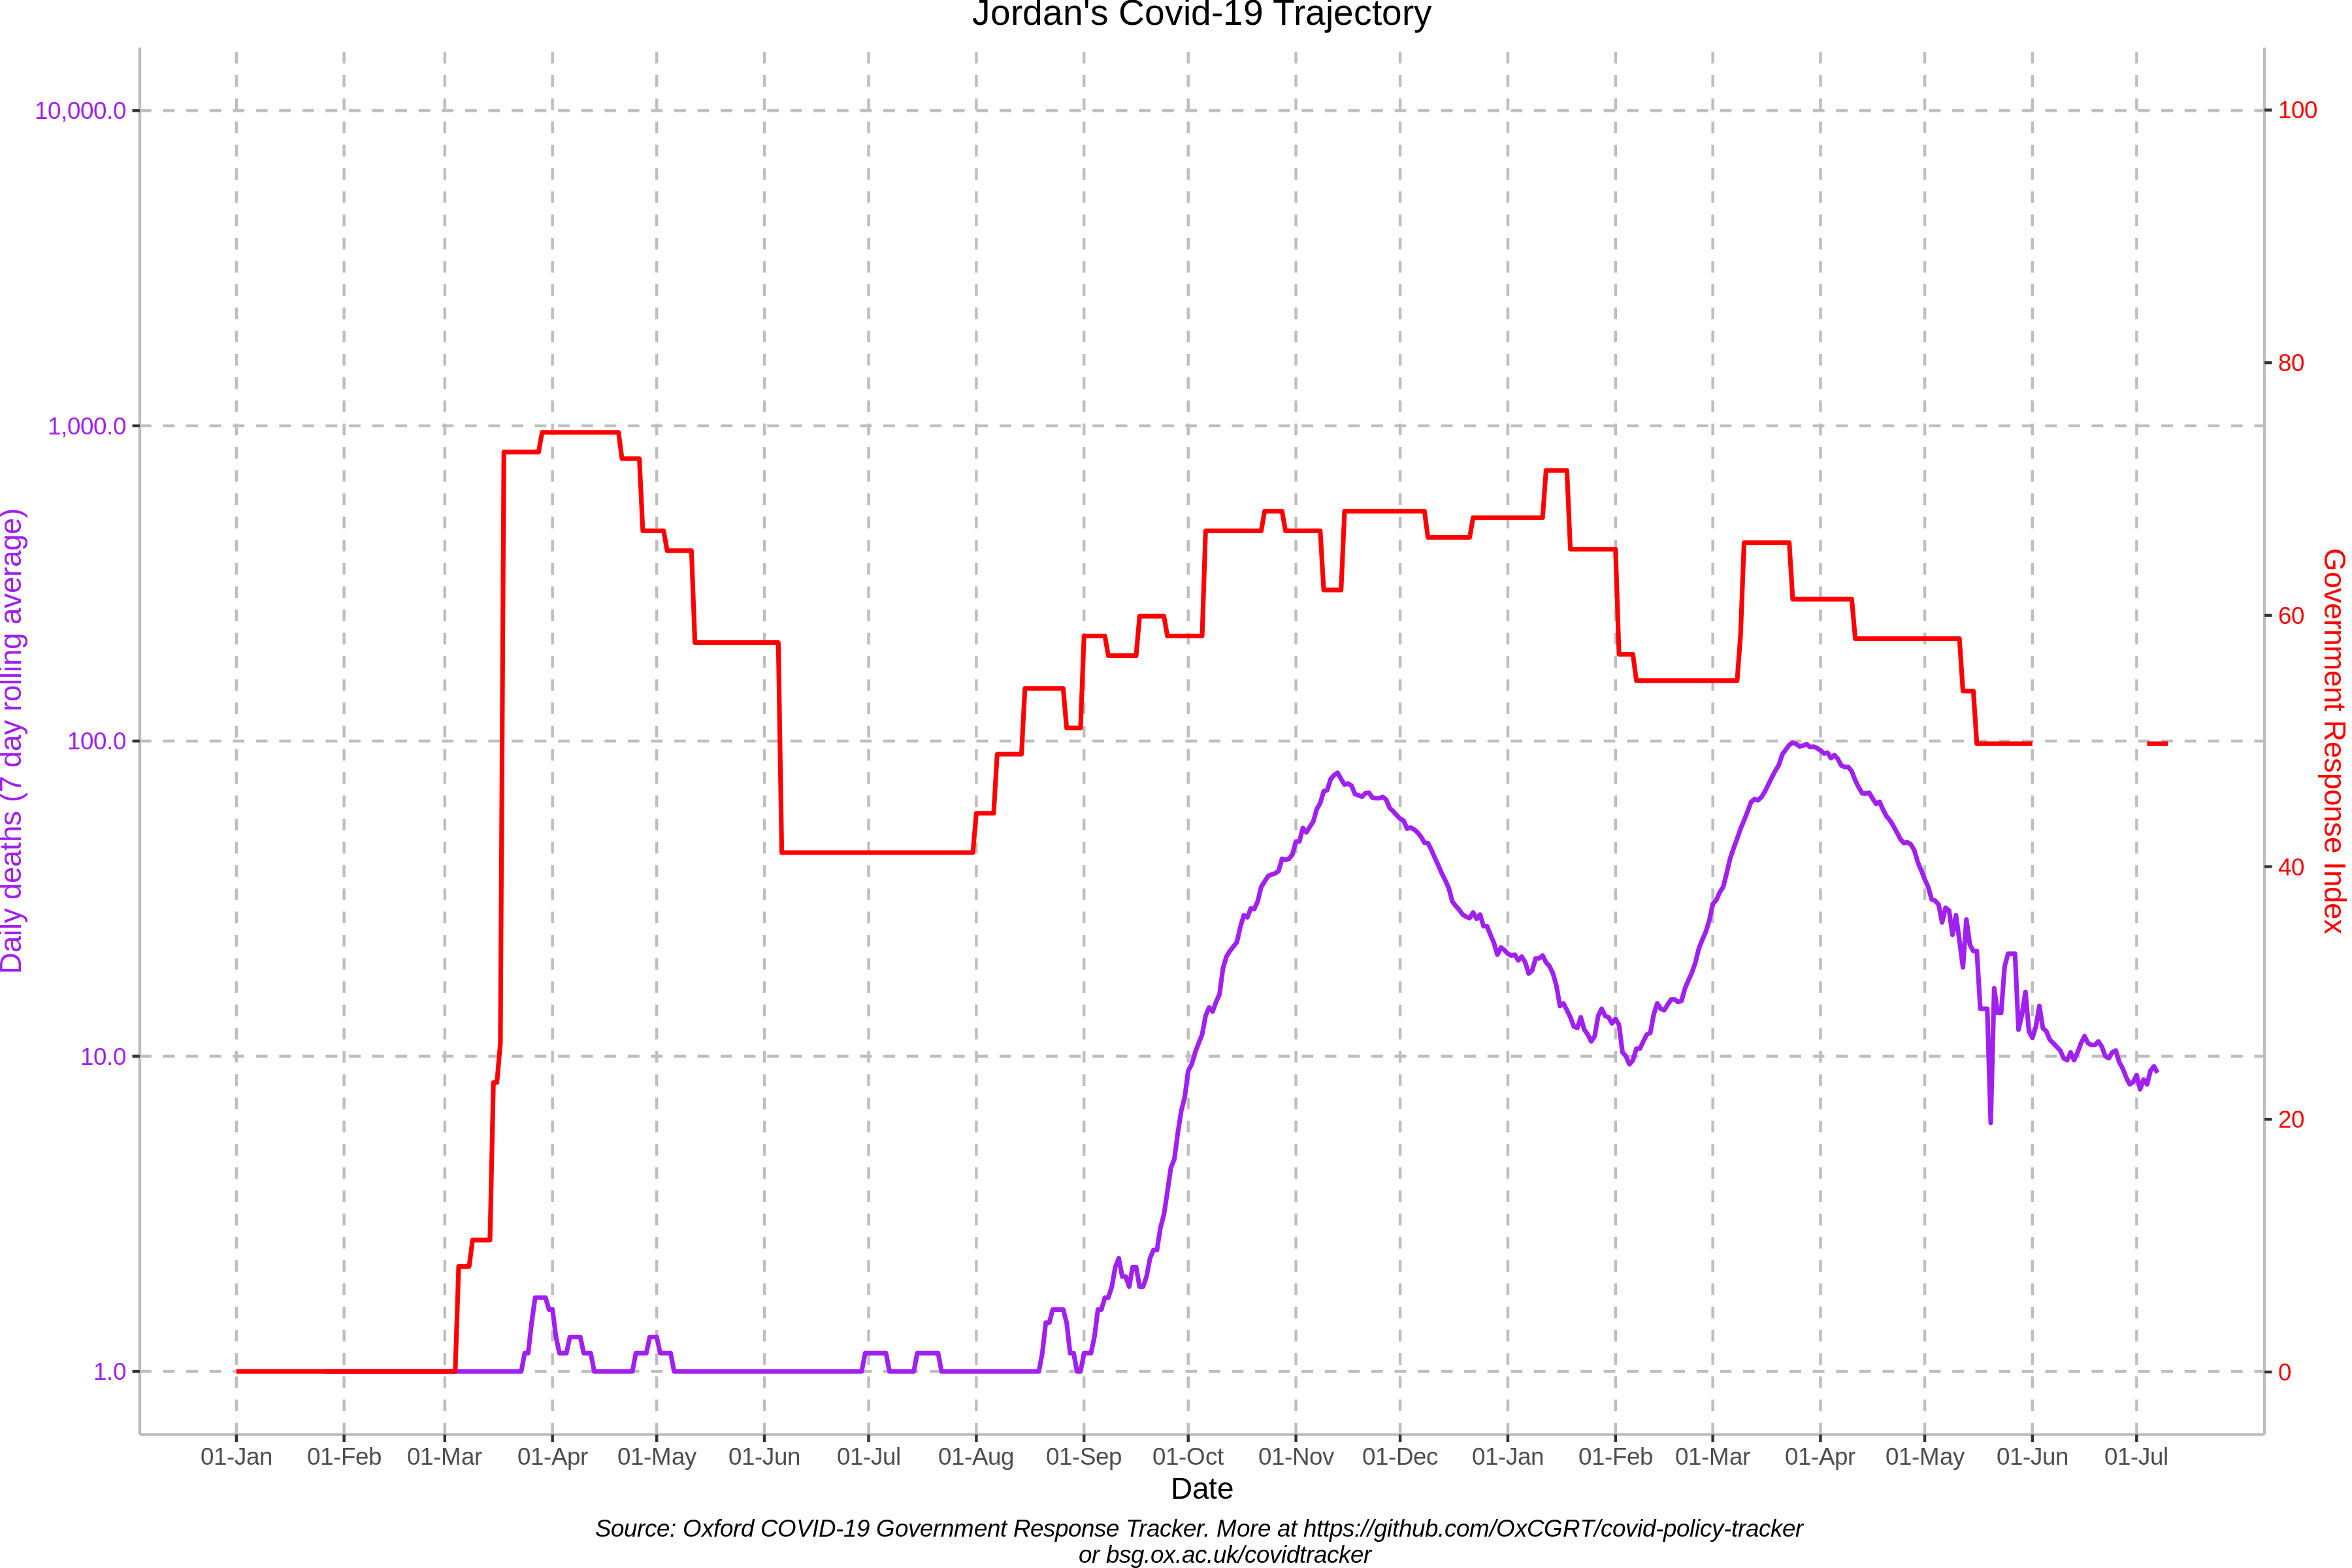 Jordan's Covid-19 Trajectory
10,000.0
1,000.0
100.0
10.0
1.0
Daily deaths (7 day rolling average)
100
80
60
40
20
0
Government Response Index
01-Jan 01-Feb 01-Mar 01-Apr 01-May 01-Jun 01-Jul 01-Aug 01-Sep 01-Oct 01-Nov 01-Dec 01-Jan 01-Feb 01-Mar 01-Apr 01-May 01-Jun 01-Jul
Date
Source: Oxford COVID-19 Government Response Tracker. More at https://github.com/OxCGRT/covid-policy-tracker
or bsg.ox.ac.uk/covidtracker